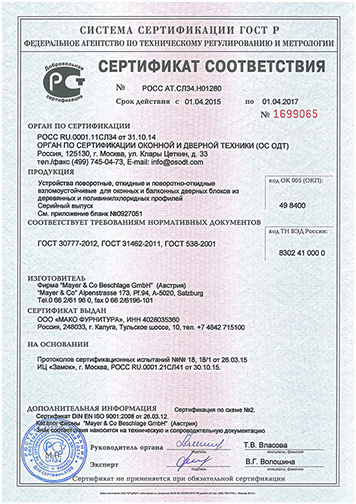 СИСТЕМА СЕРТИФИКАЦИИ ГОСТ Р
ФЕДЕРАЛЬНОЕ АГЕНТСТВО ПО ТЕХНИЧЕСКОМУ РЕГУЛИРОВАНИЮ И МЕТРОЛОГИИ
Добровольная
сертификация
СЕРТИФИКАТ СООТВЕТСТВИЯ
№ РОСС АТ.СЛ34.Н01280
Срок действия с 01.04.2015 по 01.04.2017
№ 1699065
ОРГАН ПО СЕРТИФИКАЦИИ
РОСС RU.0001.11СЛ34 от 31.10.14
ОРГАН ПО СЕРТИФИКАЦИИ ОКОННОЙ И ДВЕРНОЙ ТЕХНИКИ (ОС ОДТ)
Россия, 125130, г. Москва, ул. Клары Цеткин, д. 33
тел./факс (499) 745-34-73, email: info@osodt.com
ПРОДУКЦИЯ
Устройства поворотные, откидные и поворотно-откидные
взломоустойчивые для оконных и балконных дверных блоков из
деревянных и поливинилхлоридных профилей
Серийный выпуск
См. приложение бланк №0927051
код ОК 005 (ОКП):
49 8400
СООТВЕТСТВУЕТ ТРЕБОВАНИЯМ НОРМАТИВНЫХ ДОКУМЕНТОВ
ГОСТ 30777-2012, ГОСТ 31462-2011, ГОСТ 538-2001
код ТН ВЭД России:
8302 41 000 0
ИЗГОТОВИТЕЛЬ
Фирма "Mayer & Co Beschlage GmbH" (Австрия)
"Mayer & Co" Alpenstrasse 173, Pf.94, A-5020, Salzburg
Tel.0 66 2/61 96 0, fax 0 66 2/6196-101
СЕРТИФИКАТ ВЫДАН
ООО «МАКО ФУРНИТУРА», ИНН 4028035360
Россия, 248033, г. Калуга, Тульское шоссе, 10, тел. +7 4842 715100
НА ОСНОВАНИИ
Протоколов сертификационных испытаний №№ 18, 18/1 от 26.03.15
ИЦ «Замок», г. Москва, РОСС RU.0001.21СЛ41 от 30.10.15.
ДОПОЛНИТЕЛЬНАЯ ИНФОРМАЦИЯ Сертификация по схеме №2.
Сертификат DIN EN ISO 9001:2008 от 26.03.12.
Каталог фирмы "Mayer & Co Beschlage GmbH" (Австрия)
Знак соответствия наносится на техническую и сопроводительную документацию
М.П.
Руководитель органа Т.В. Власова
Эксперт В.Г. Волошина
Сертификат не применяется при обязательной сертификации